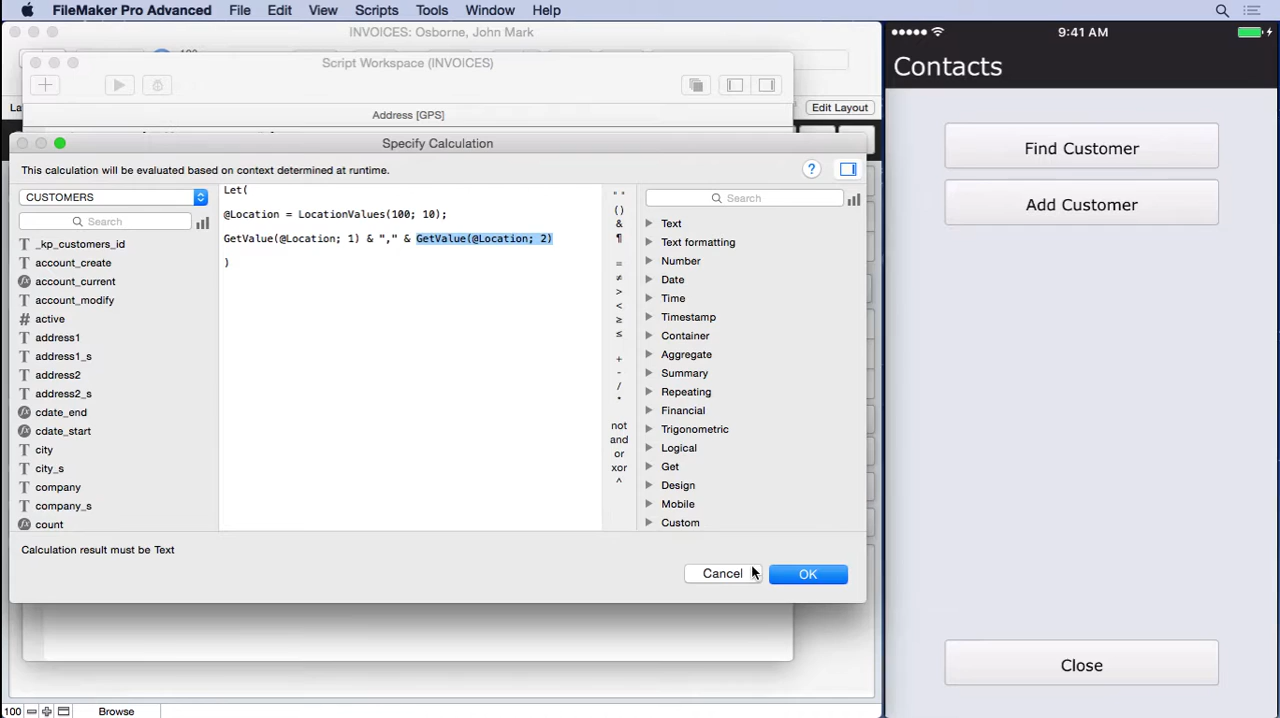 FileMaker Pro Advanced File Edit View Scripts Tools Window Help
INVOICES: Osborne, John Mark
Script Workspace (INVOICES)
Edit Layout
Address [GPS]
Specify Calculation
This calculation will be evaluated based on context determined at runtime.
?
CUSTOMERS
Search
_kp_customers_id
account_create
account_current
account_modify
active
address1
address1_s
address2
address2_s
cdate_end
cdate_start
city
city_s
company
company_s
count
Let(
@Location = LocationValues(100; 10);
GetValue(@Location; 1) & "," & GetValue(@Location; 2)
)
" "
()
&
¶
=
≠
>
<
≥
≤
+
-
/
*
not
and
or
xor
^
Search
Text
Text formatting
Number
Date
Time
Timestamp
Container
Aggregate
Summary
Repeating
Financial
Trigonometric
Logical
Get
Design
Mobile
Custom
Calculation result must be Text
Cancel
OK
100
Browse
9:41 AM
Contacts
Find Customer
Add Customer
Close